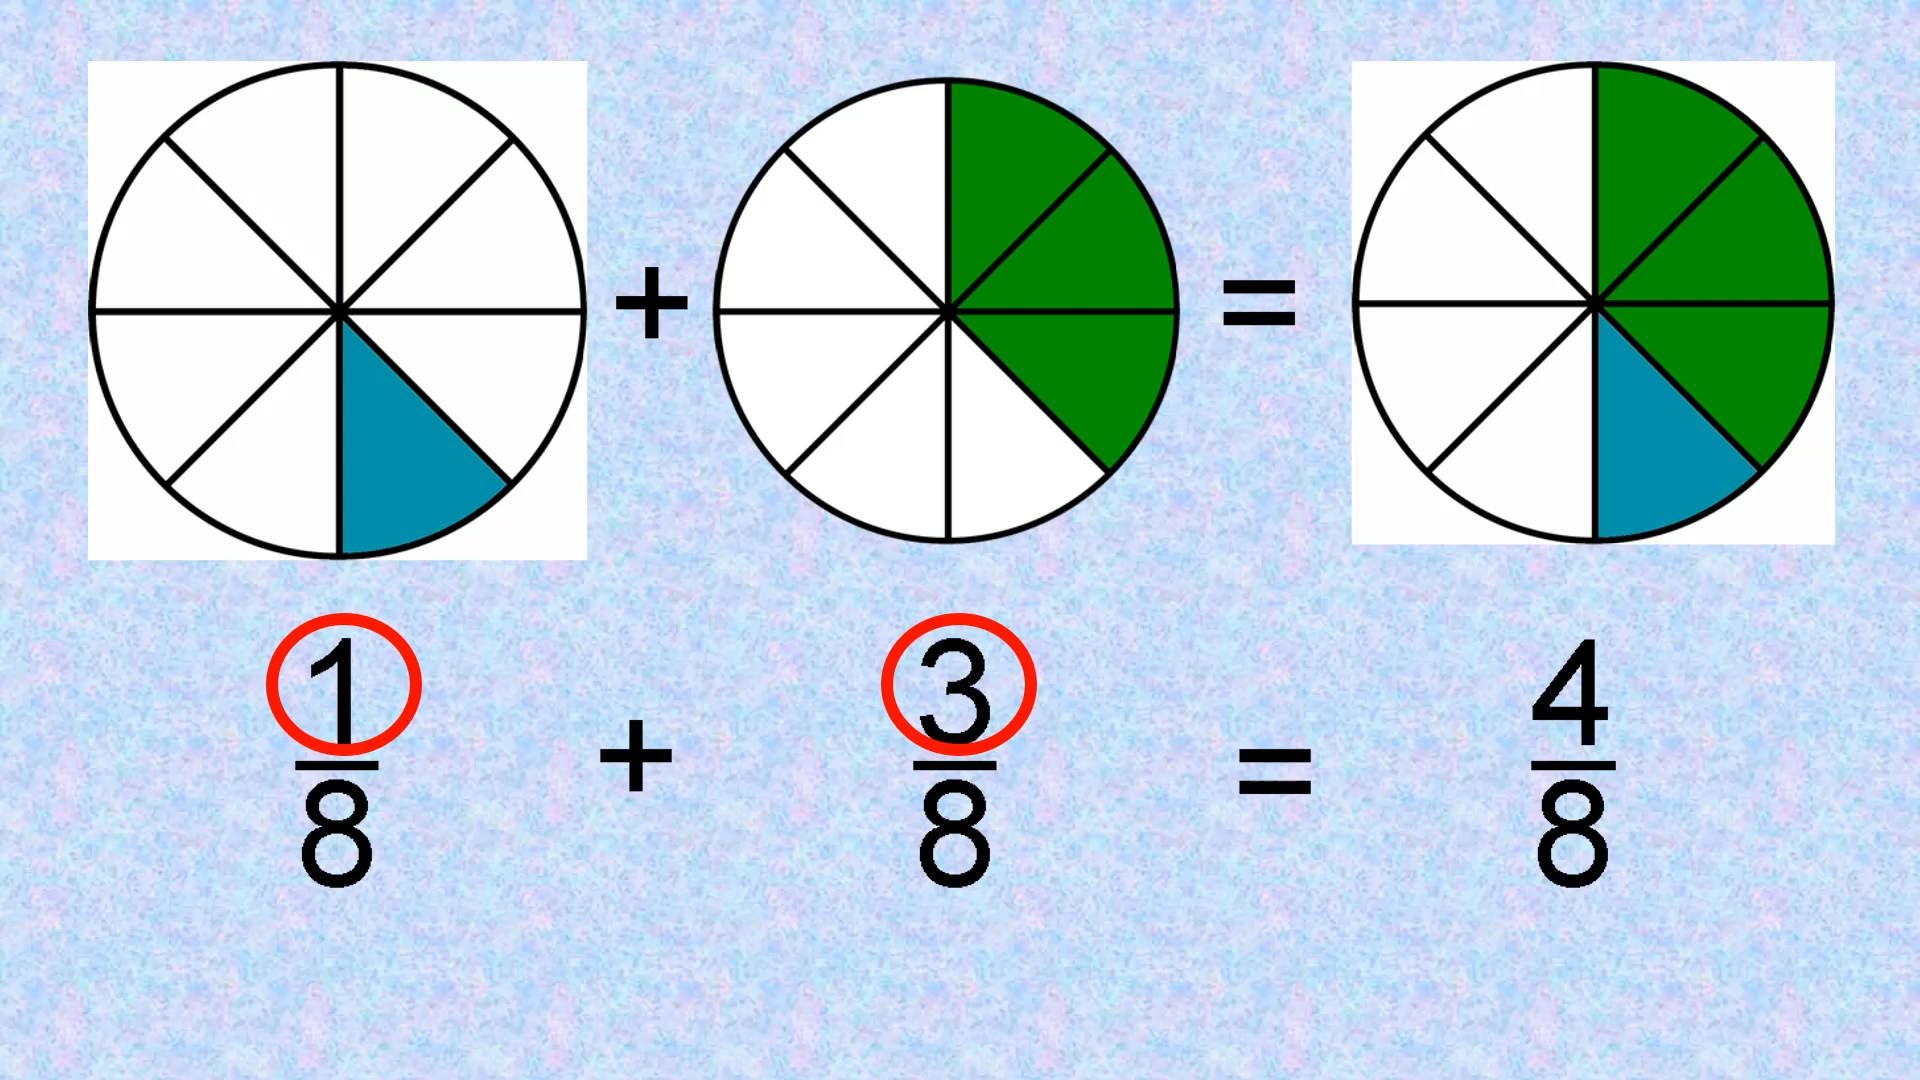 + =
1/8 + 3/8 = 4/8